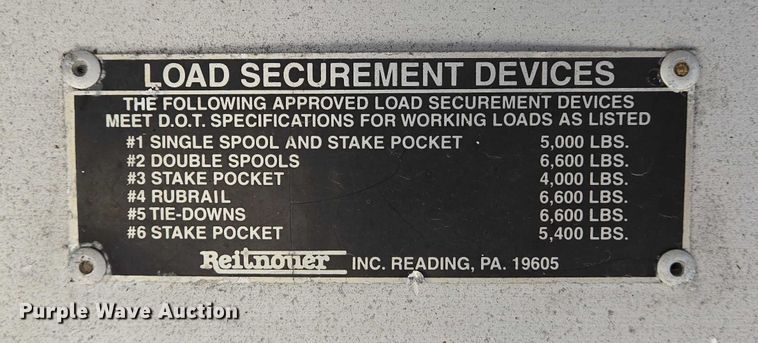 LOAD SECUREMENT DEVICES
THE FOLLOWING APPROVED LOAD SECUREMENT DEVICES
MEET D.O.T. SPECIFICATIONS FOR WORKING LOADS AS LISTED
#1 SINGLE SPOOL AND STAKE POCKET 5,000 LBS.
#2 DOUBLE SPOOLS 6,600 LBS.
#3 STAKE POCKET 4,000 LBS.
#4 RUBRAIL 6,600 LBS.
#5 TIE-DOWNS 6,600 LBS.
#6 STAKE POCKET 5,400 LBS.
Reitnouer INC. READING, PA. 19605
Purple Wave Auction